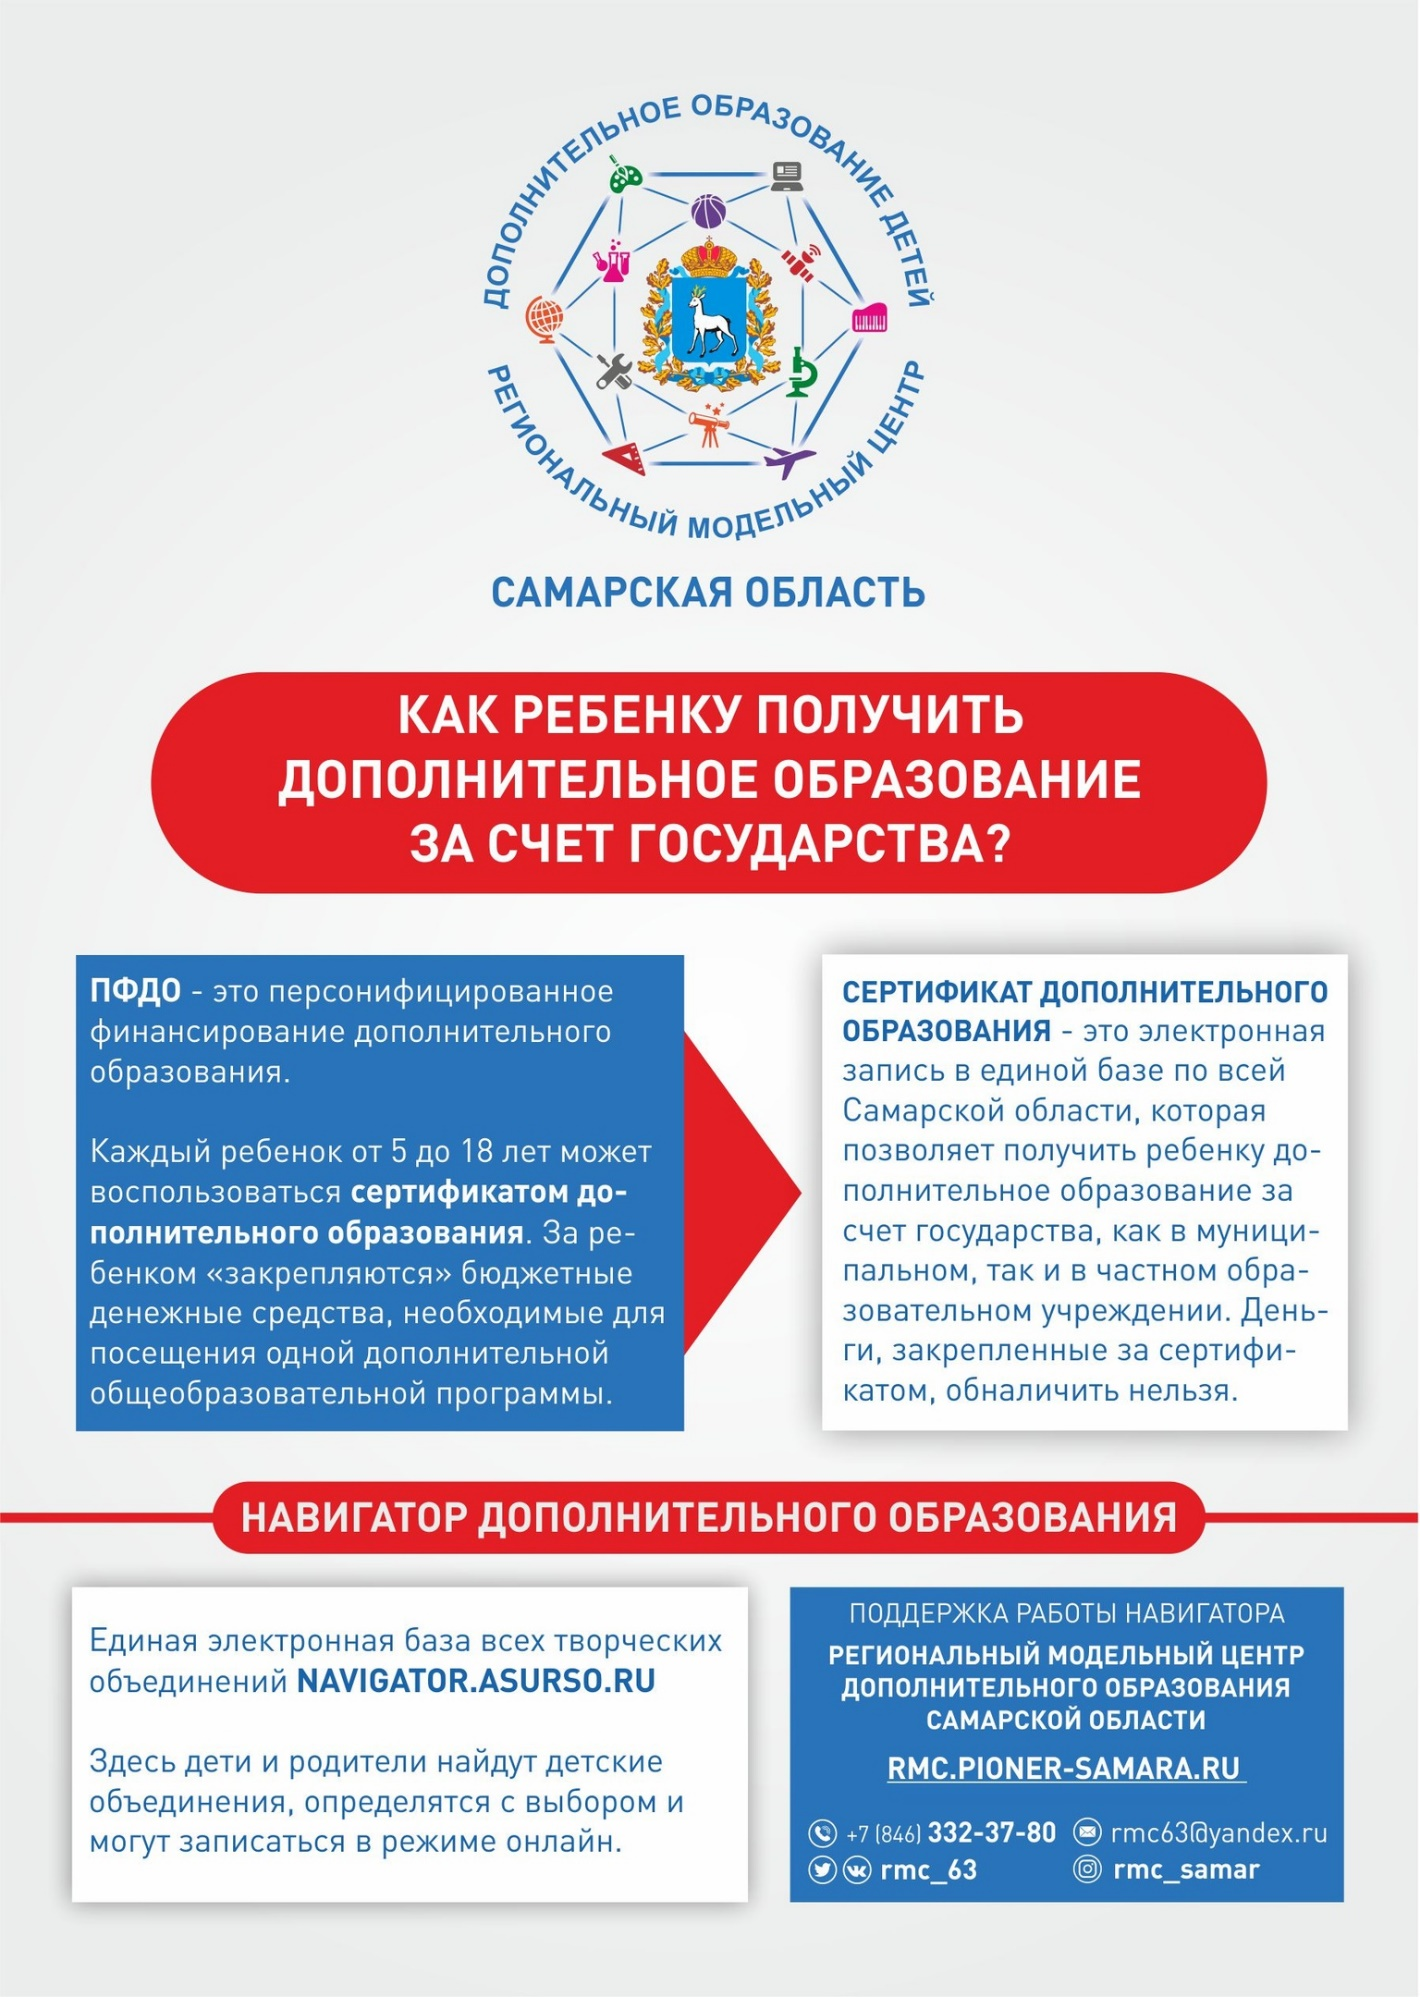 ДОПОЛНИТЕЛЬНОЕ ОБРАЗОВАНИЕ ДЕТЕЙ
РЕГИОНАЛЬНЫЙ МОДЕЛЬНЫЙ ЦЕНТР
САМАРСКАЯ ОБЛАСТЬ
КАК РЕБЕНКУ ПОЛУЧИТЬ
ДОПОЛНИТЕЛЬНОЕ ОБРАЗОВАНИЕ
ЗА СЧЕТ ГОСУДАРСТВА?
ПФДО - это персонифицированное
финансирование дополнительного
образования.
Каждый ребенок от 5 до 18 лет может
воспользоваться сертификатом до-
полнительного образования. За ре-
бенком «закрепляются» бюджетные
денежные средства, необходимые для
посещения одной дополнительной
общеобразовательной программы.
СЕРТИФИКАТ ДОПОЛНИТЕЛЬНОГО
ОБРАЗОВАНИЯ - это электронная
запись в единой базе по всей
Самарской области, которая
позволяет получить ребенку до-
полнительное образование за
счет государства, как в муници-
пальном, так и в частном обра-
зовательном учреждении. День-
ги, закрепленные за сертифи-
катом, обналичить нельзя.
НАВИГАТОР ДОПОЛНИТЕЛЬНОГО ОБРАЗОВАНИЯ
Единая электронная база всех творческих
объединений NAVIGATOR.ASURSO.RU
Здесь дети и родители найдут детские
объединения, определятся с выбором и
могут записаться в режиме онлайн.
ПОДДЕРЖКА РАБОТЫ НАВИГАТОРА
РЕГИОНАЛЬНЫЙ МОДЕЛЬНЫЙ ЦЕНТР
ДОПОЛНИТЕЛЬНОГО ОБРАЗОВАНИЯ
САМАРСКОЙ ОБЛАСТИ
RMC.PIONER-SAMARA.RU
+7 (846) 332-37-80 rmc63@yandex.ru
rmc_63 rmc_samar